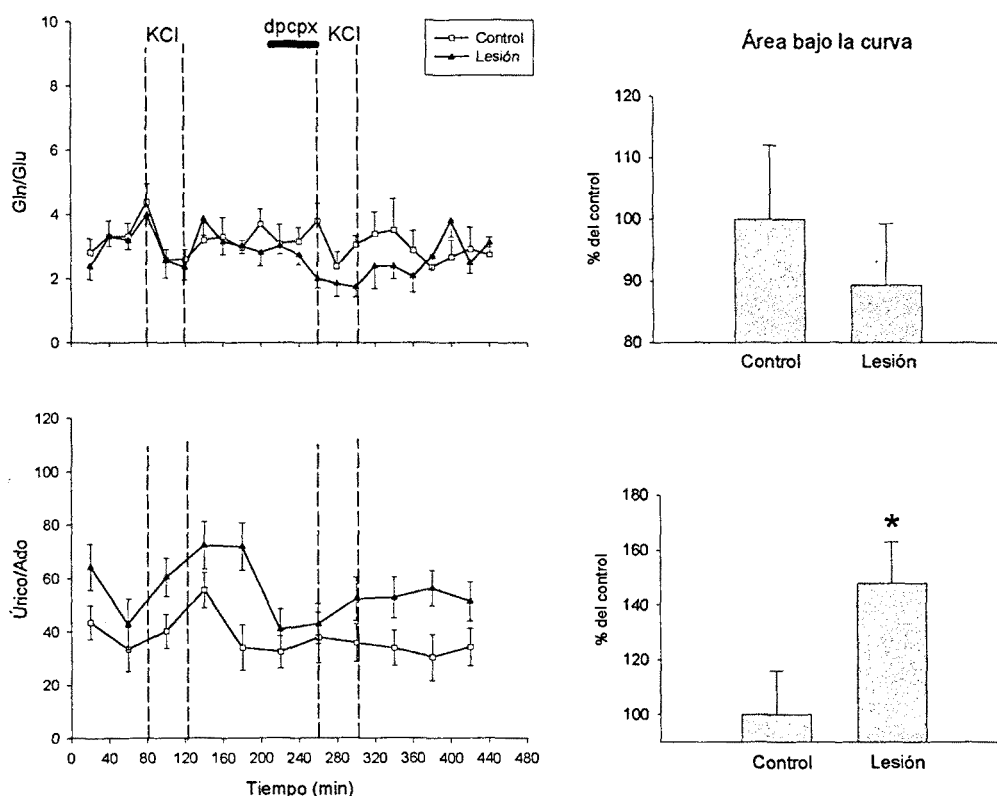 KCl
dpcpx
KCl
Control
Lesión
10
8
6
4
2
0
Gln/Glu
Área bajo la curva
120
110
100
90
80
% del control
Control
Lesión
120
100
80
60
40
20
0
Úrico/Ado
0 40 80 120 160 200 240 280 320 360 400 440 480
Tiempo (min)
180
160
140
120
100
% del control
*
Control
Lesión